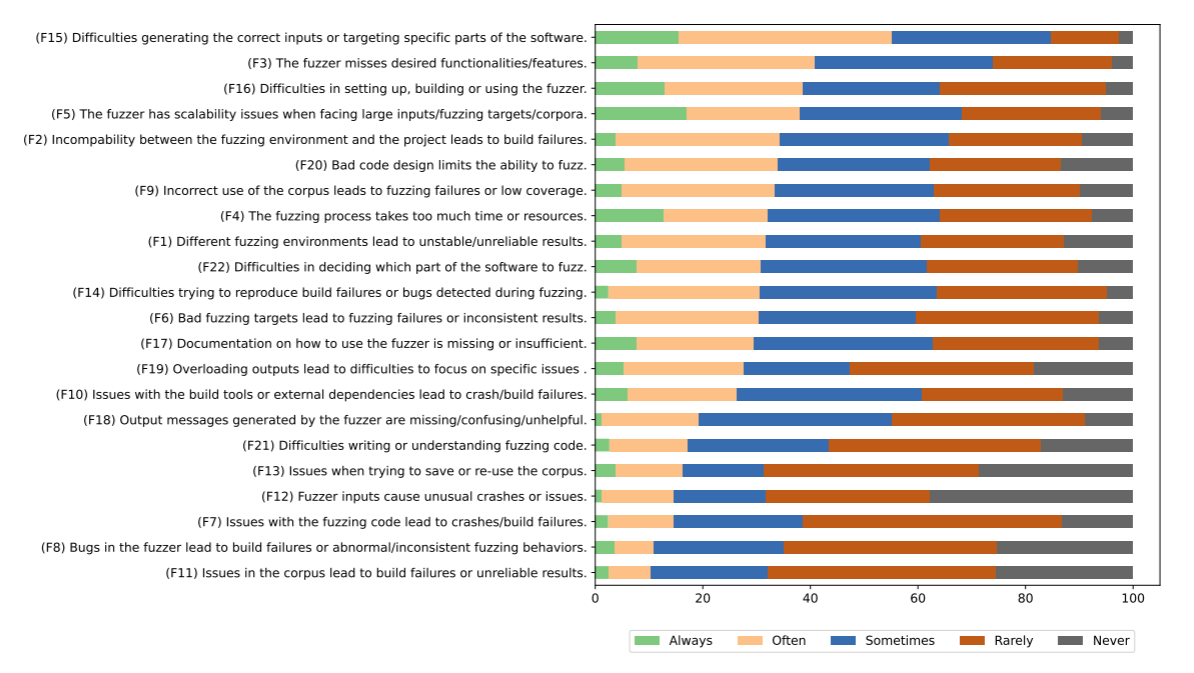 (F15) Difficulties generating the correct inputs or targeting specific parts of the software.
(F3) The fuzzer misses desired functionalities/features.
(F16) Difficulties in setting up, building or using the fuzzer.
(F5) The fuzzer has scalability issues when facing large inputs/fuzzing targets/corpora.
(F2) Incompability between the fuzzing environment and the project leads to build failures.
(F20) Bad code design limits the ability to fuzz.
(F9) Incorrect use of the corpus leads to fuzzing failures or low coverage.
(F4) The fuzzing process takes too much time or resources.
(F1) Different fuzzing environments lead to unstable/unreliable results.
(F22) Difficulties in deciding which part of the software to fuzz.
(F14) Difficulties trying to reproduce build failures or bugs detected during fuzzing.
(F6) Bad fuzzing targets lead to fuzzing failures or inconsistent results.
(F17) Documentation on how to use the fuzzer is missing or insufficient.
(F19) Overloading outputs lead to difficulties to focus on specific issues .
(F10) Issues with the build tools or external dependencies lead to crash/build failures.
(F18) Output messages generated by the fuzzer are missing/confusing/unhelpful.
(F21) Difficulties writing or understanding fuzzing code.
(F13) Issues when trying to save or re-use the corpus.
(F12) Fuzzer inputs cause unusual crashes or issues.
(F7) Issues with the fuzzing code lead to crashes/build failures.
(F8) Bugs in the fuzzer lead to build failures or abnormal/inconsistent fuzzing behaviors.
(F11) Issues in the corpus lead to build failures or unreliable results.
0 20 40 60 80 100
Always Often Sometimes Rarely Never